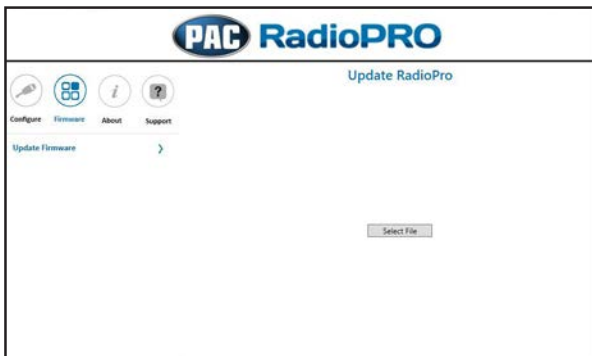 PAC RadioPRO
Update RadioPro
Configure Firmware About Support
Update Firmware
Select File